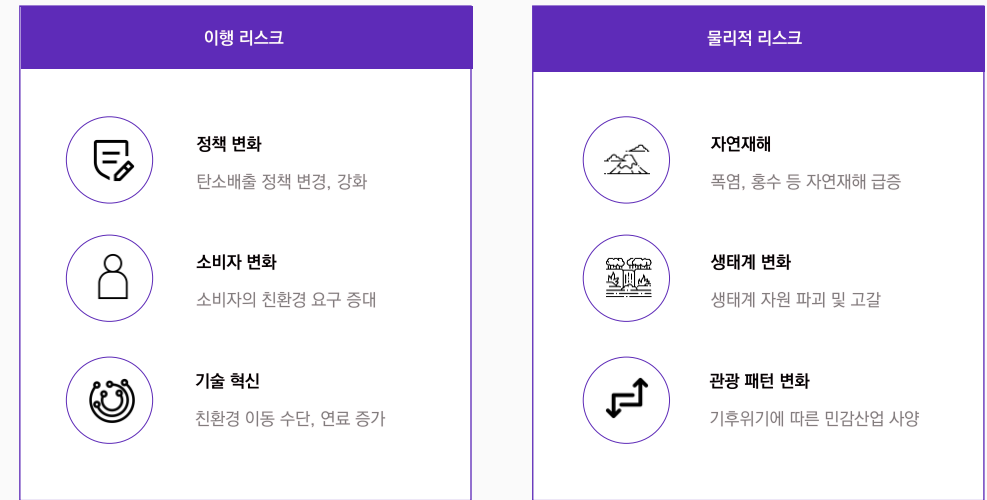 이행 리스크
정책 변화
탄소배출 정책 변경, 강화
소비자 변화
소비자의 친환경 요구 증대
기술 혁신
친환경 이동 수단, 연료 증가
물리적 리스크
자연재해
폭염, 홍수 등 자연재해 급증
생태계 변화
생태계 자원 파괴 및 고갈
관광 패턴 변화
기후위기에 따른 민감산업 사양